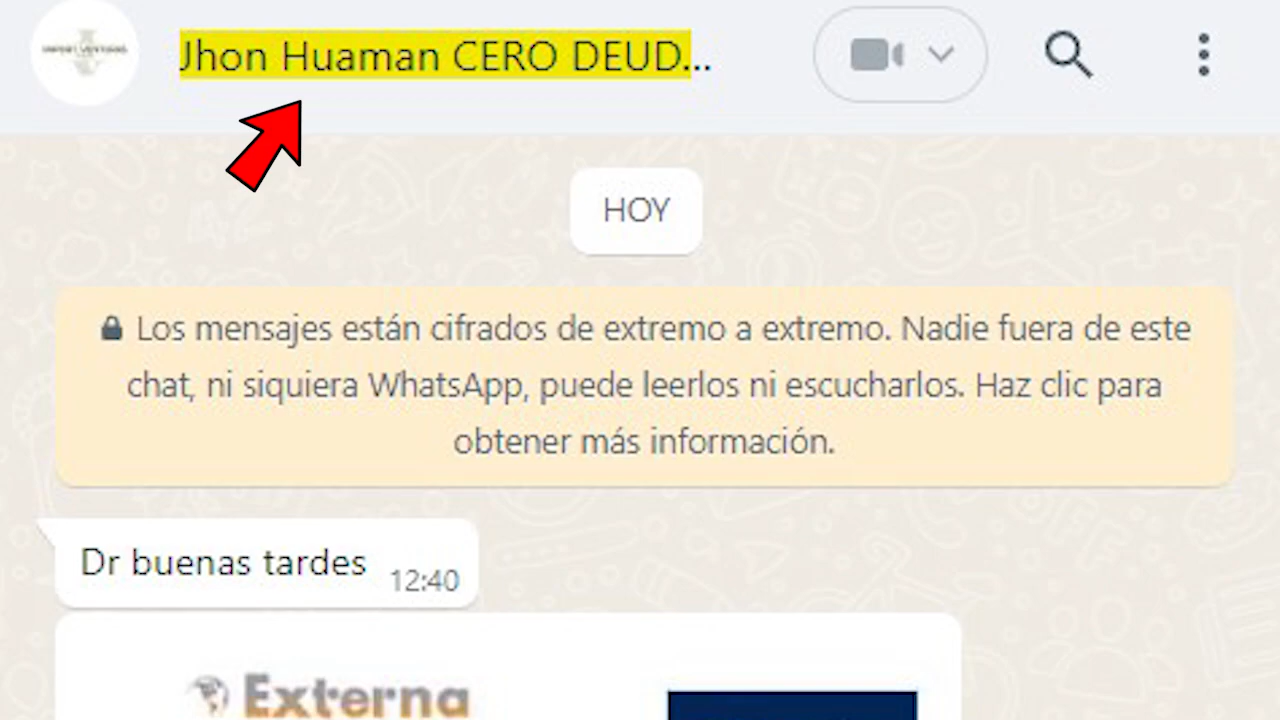 Jhon Huaman CERO DEUD...
HOY
Los mensajes están cifrados de extremo a extremo. Nadie fuera de este
chat, ni siquiera WhatsApp, puede leerlos ni escucharlos. Haz clic para
obtener más información.
Dr buenas tardes 12:40
Externa